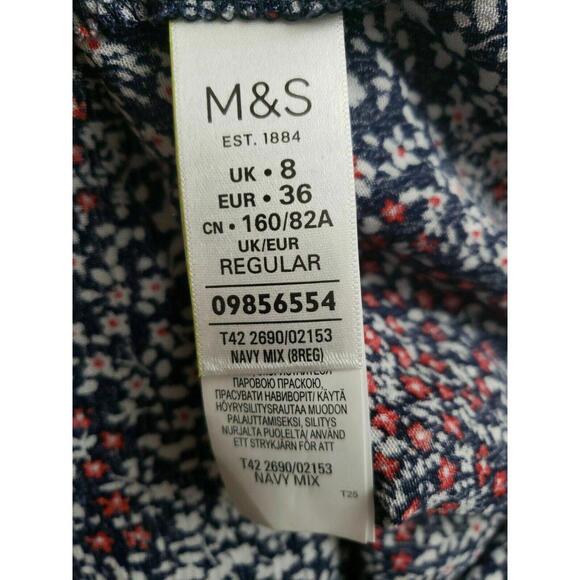 M&S
EST. 1884
UK • 8
EUR • 36
CN • 160/82A
UK/EUR
REGULAR
09856554
T42 2690/02153
NAVY MIX (8REG)
ПАРОВОЮ ПРАСКОЮ,
ПРАСУВАТИ НАВИВОРІТ/ KÄYTÄ
HÖYRYSILITYSRAUTAA MUODON
PALAUTTAMISEKSI, SILITYS
NURJALTA PUOLELTA/ ANVÄND
ETT STRYKJÄRN FÖR ATT
T42 2690/02153
NAVY MIX
T25